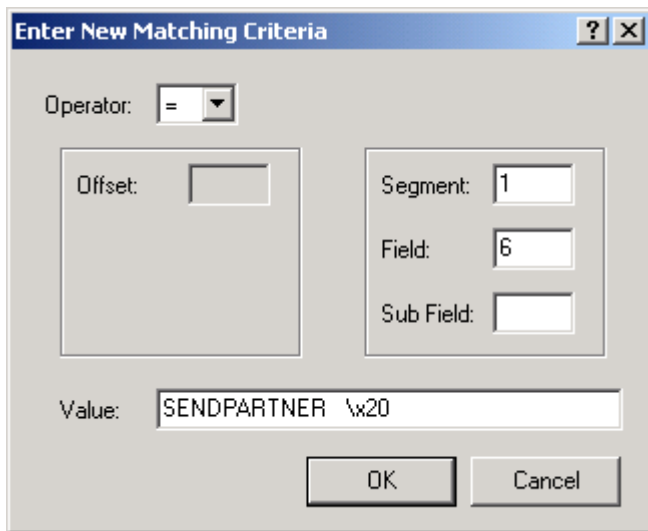 Enter New Matching Criteria
Operator: =
Offset:
Segment: 1
Field: 6
Sub Field:
Value: SENDPARTNER   \x20
OK Cancel